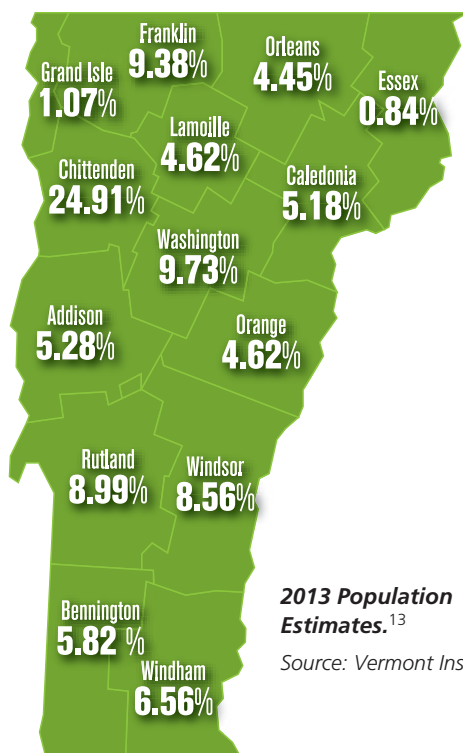 Franklin
9.38%
Orleans
4.45%
Grand Isle
1.07%
Essex
0.84%
Lamoille
4.62%
Chittenden
24.91%
Caledonia
5.18%
Washington
9.73%
Addison
5.28%
Orange
4.62%
Rutland
8.99%
Windsor
8.56%
Bennington
5.82 %
Windham
6.56%
2013 Population
Estimates.13
Source: Vermont Ins